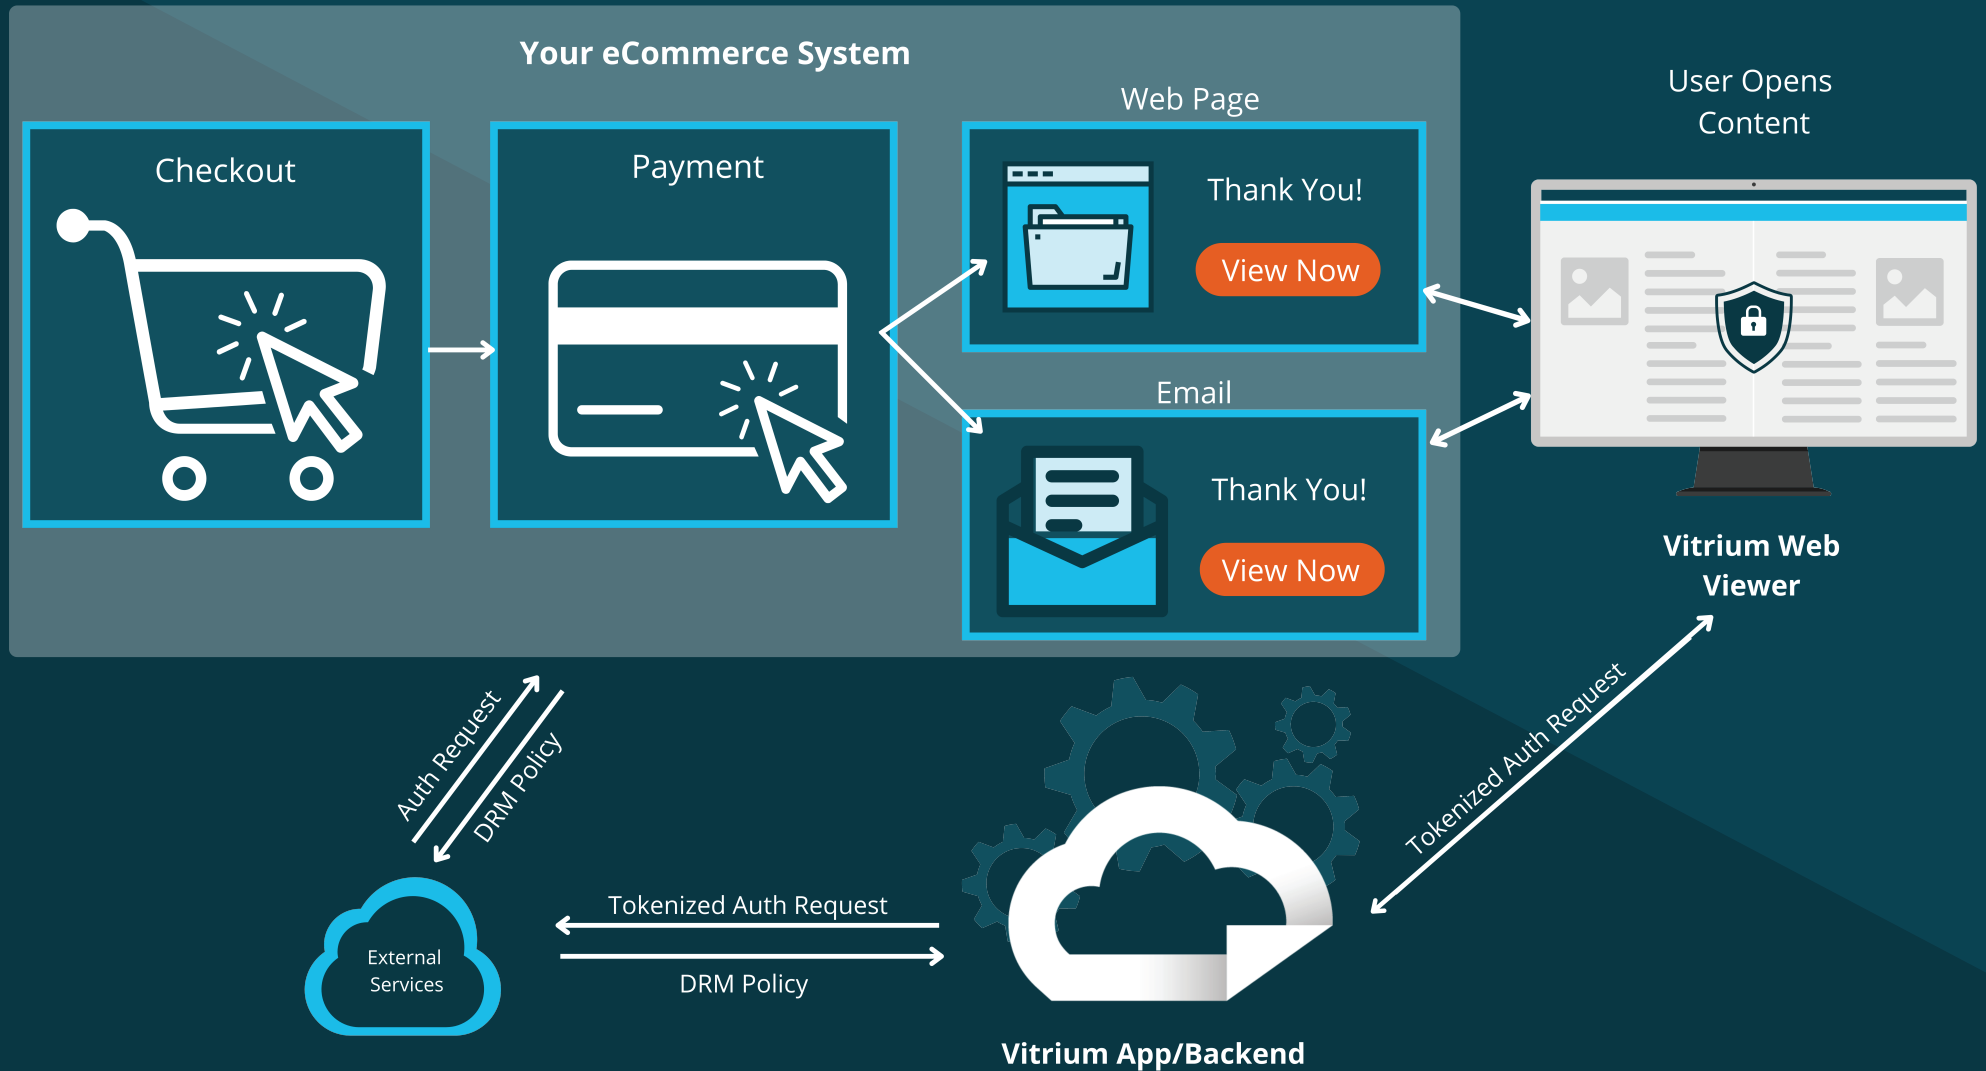 Your eCommerce System
Checkout
Payment
Web Page
Thank You!
View Now
Email
Thank You!
View Now
User Opens
Content
Vitrium Web
Viewer
Auth Request
DRM Policy
Tokenized Auth Request
External
Services
Tokenized Auth Request
DRM Policy
Vitrium App/Backend